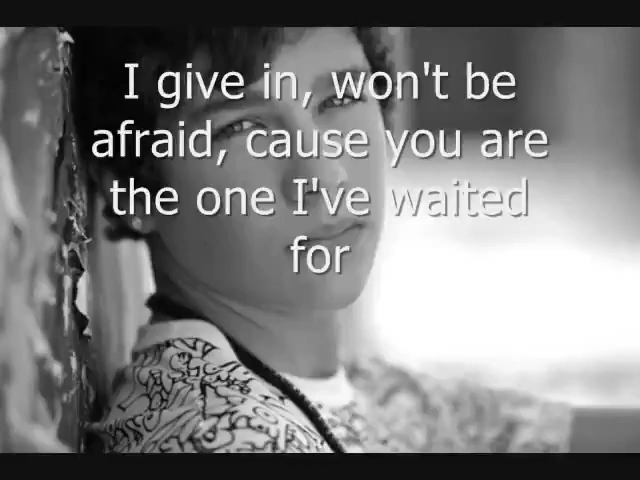 I give in, won't be
afraid, cause you are
the one I've waited
for